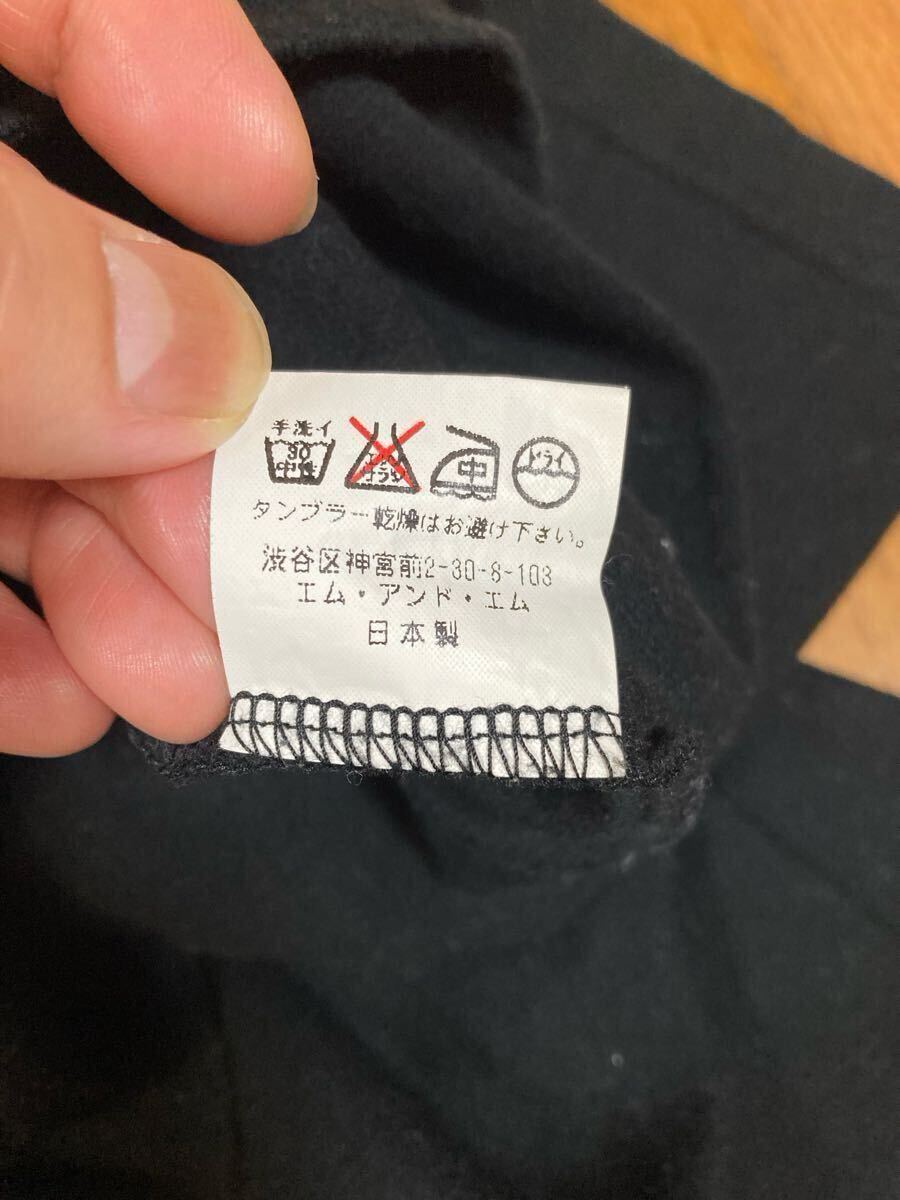 手洗イ
30
中性
エンソ
サラシ
中
ドライ
タンブラー乾燥はお避け下さい。
渋谷区神宮前2-30-8-103
エム・アンド・エム
日本製